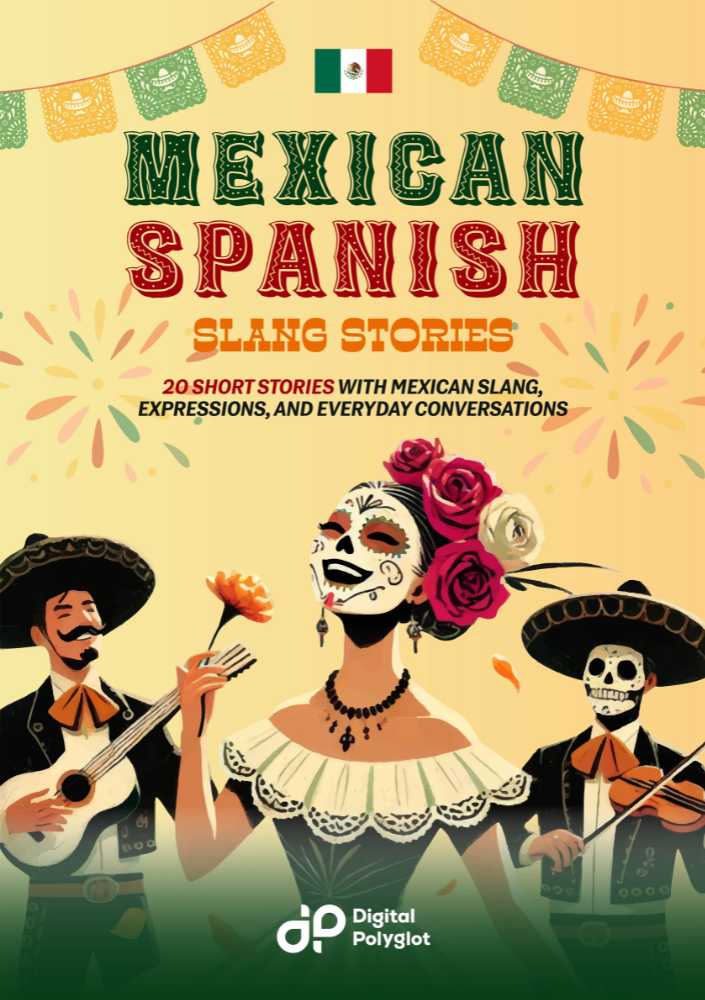 MEXICAN
SPANISH
SLANG STORIES
20 SHORT STORIES WITH MEXICAN SLANG,
EXPRESSIONS, AND EVERYDAY CONVERSATIONS
Digital
Polyglot